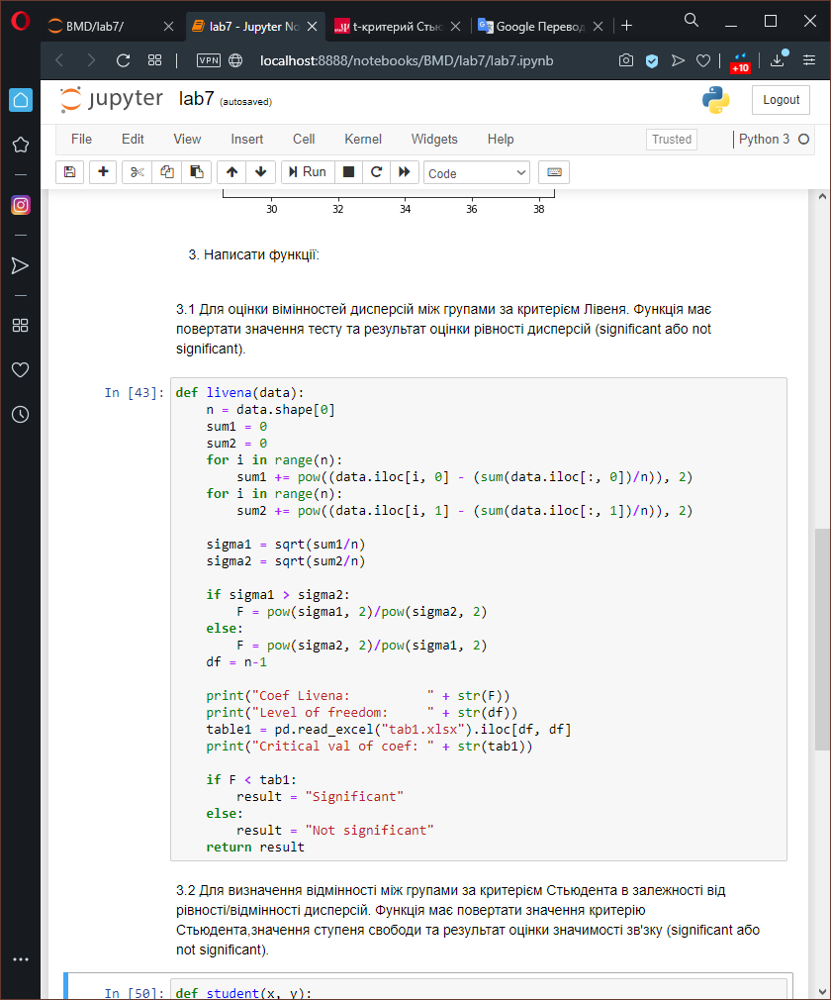 BMD/lab7/
lab7 - Jupyter No
t-критерий Стью
Google Перевод
VPN
localhost:8888/notebooks/BMD/lab7/lab7.ipynb
+10
jupyter lab7 (autosaved)
Logout
File Edit View Insert Cell Kernel Widgets Help
Trusted
Python 3
Run
Code
30 32 34 36 38
3. Написати функції:
3.1 Для оцінки вімінностей дисперсій між групами за критерієм Лівеня. Функція має
повертати значення тесту та результат оцінки рівності дисперсій (significant або not
significant).
In [43]:
def livena(data):
    n = data.shape[0]
    sum1 = 0
    sum2 = 0
    for i in range(n):
        sum1 += pow((data.iloc[i, 0] - (sum(data.iloc[:, 0])/n)), 2)
    for i in range(n):
        sum2 += pow((data.iloc[i, 1] - (sum(data.iloc[:, 1])/n)), 2)
    sigma1 = sqrt(sum1/n)
    sigma2 = sqrt(sum2/n)
    if sigma1 > sigma2:
        F = pow(sigma1, 2)/pow(sigma2, 2)
    else:
        F = pow(sigma2, 2)/pow(sigma1, 2)
    df = n-1
    print("Coef Livena:          " + str(F))
    print("Level of freedom:     " + str(df))
    table1 = pd.read_excel("tab1.xlsx").iloc[df, df]
    print("Critical val of coef: " + str(tab1))
    if F < tab1:
        result = "Significant"
    else:
        result = "Not significant"
    return result
3.2 Для визначення відмінності між групами за критерієм Стьюдента в залежності від
рівності/відмінності дисперсій. Функція має повертати значення критерію
Стьюдента,значення ступеня свободи та результат оцінки значимості зв'зку (significant або
not significant).
In [50]:
def student(x, y):